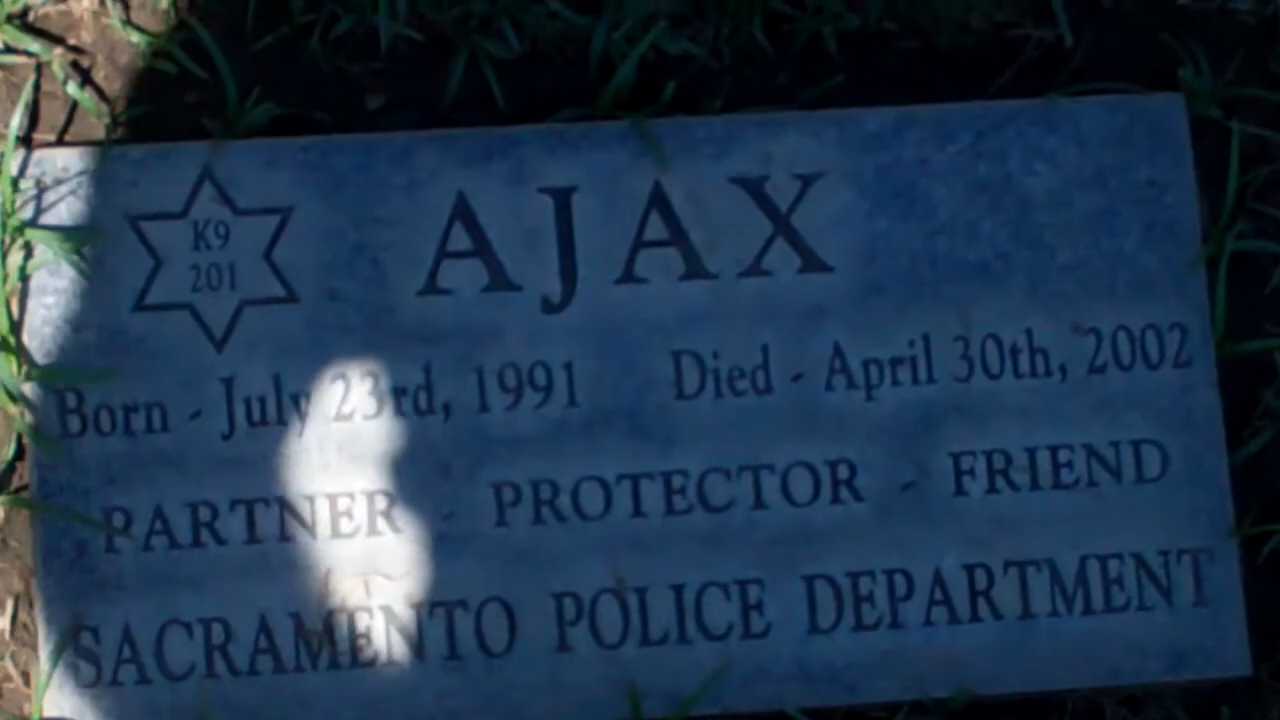 K9
201
AJAX
Born - July 23rd, 1991 Died - April 30th, 2002
PARTNER - PROTECTOR - FRIEND
SACRAMENTO POLICE DEPARTMENT